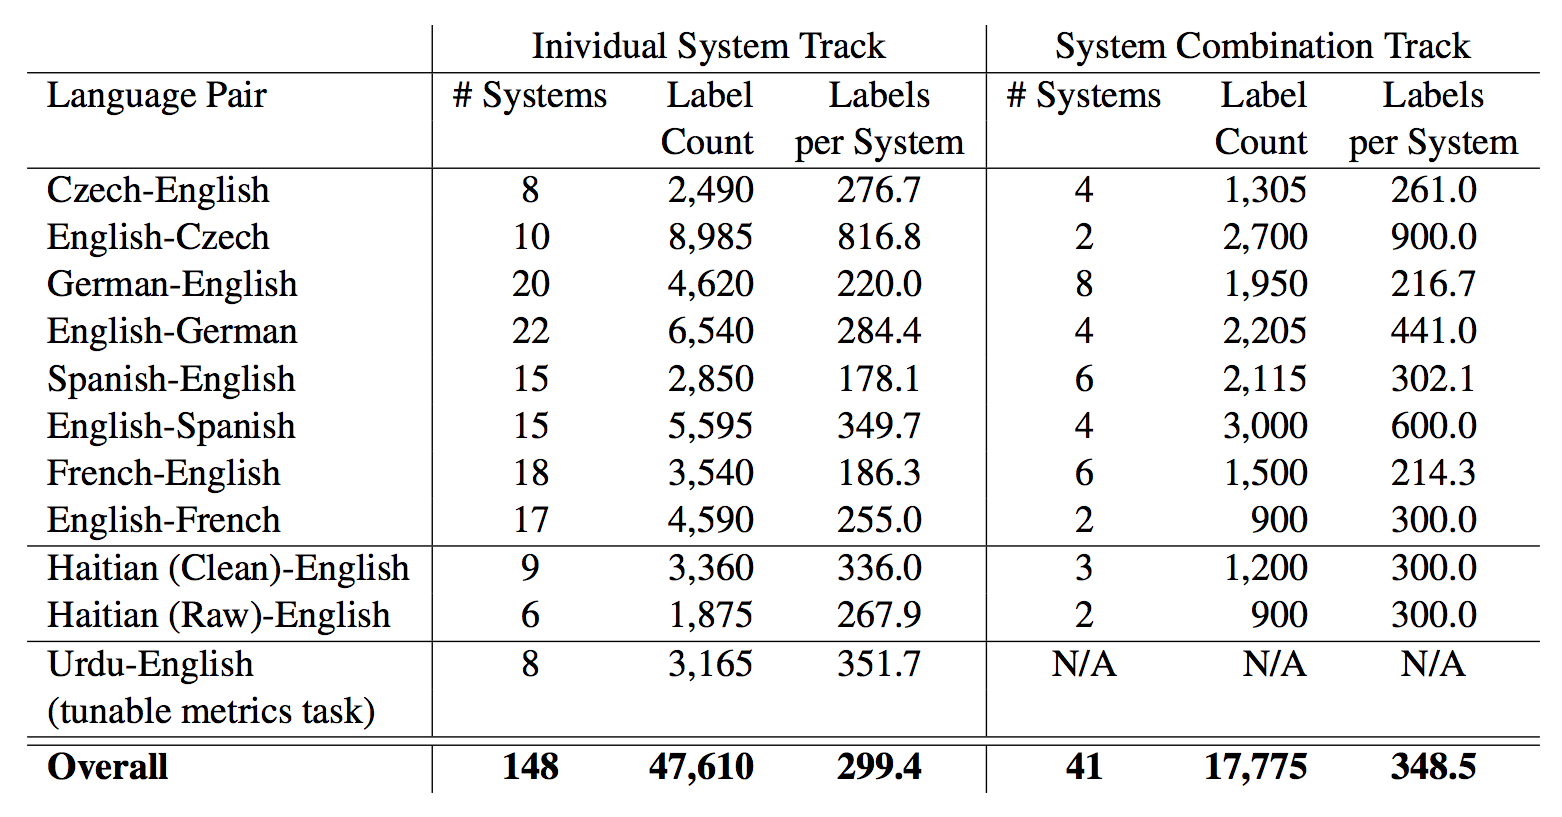 Inividual System Track System Combination Track
Language Pair # Systems Label Labels # Systems Label Labels
Count per System Count per System
Czech-English 8 2,490 276.7 4 1,305 261.0
English-Czech 10 8,985 816.8 2 2,700 900.0
German-English 20 4,620 220.0 8 1,950 216.7
English-German 22 6,540 284.4 4 2,205 441.0
Spanish-English 15 2,850 178.1 6 2,115 302.1
English-Spanish 15 5,595 349.7 4 3,000 600.0
French-English 18 3,540 186.3 6 1,500 214.3
English-French 17 4,590 255.0 2 900 300.0
Haitian (Clean)-English 9 3,360 336.0 3 1,200 300.0
Haitian (Raw)-English 6 1,875 267.9 2 900 300.0
Urdu-English 8 3,165 351.7 N/A N/A N/A
(tunable metrics task)
Overall 148 47,610 299.4 41 17,775 348.5